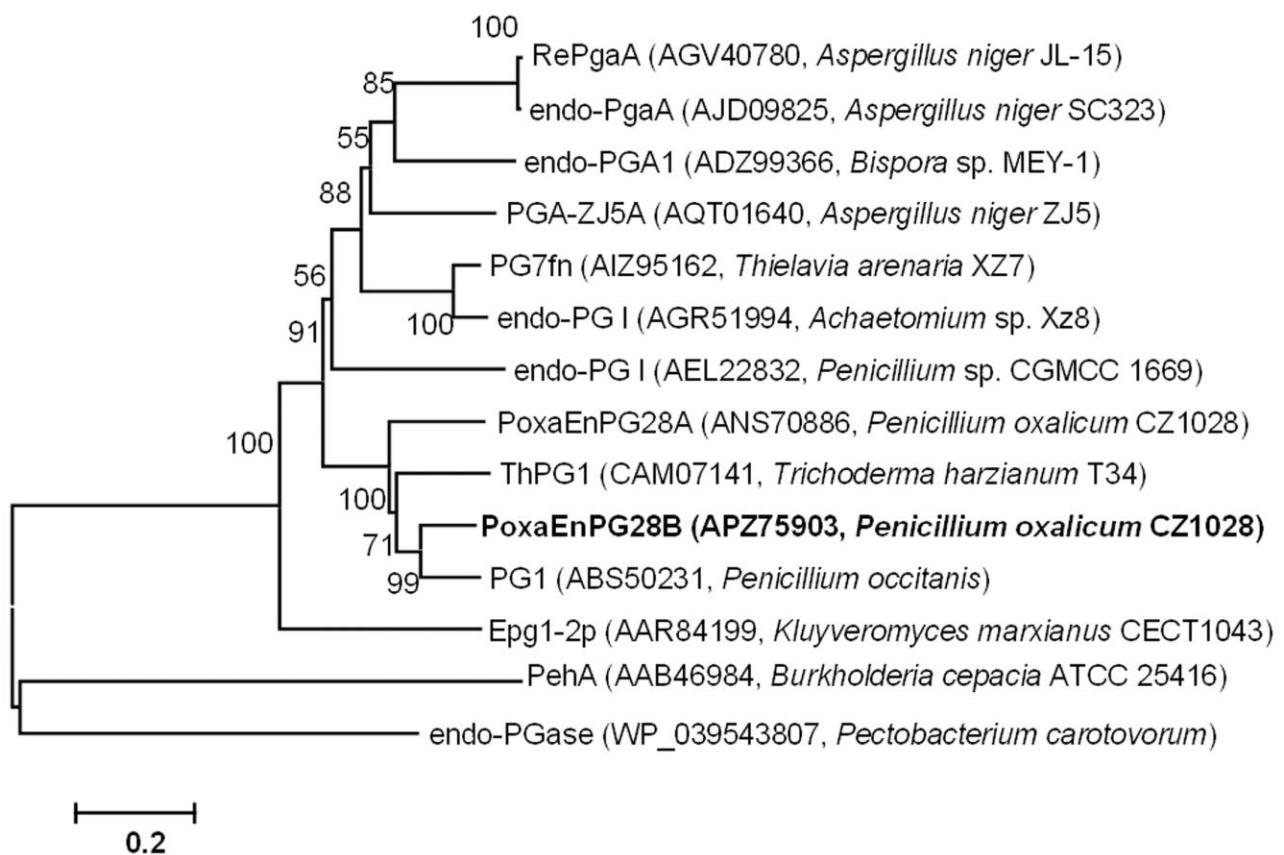 100
RePgaA (AGV40780, Aspergillus niger JL-15)
85
endo-PgaA (AJD09825, Aspergillus niger SC323)
55
endo-PGA1 (ADZ99366, Bispora sp. MEY-1)
88
PGA-ZJ5A (AQT01640, Aspergillus niger ZJ5)
56
PG7fn (AIZ95162, Thielavia arenaria XZ7)
91
100
endo-PG I (AGR51994, Achaetomium sp. Xz8)
endo-PG I (AEL22832, Penicillium sp. CGMCC 1669)
PoxaEnPG28A (ANS70886, Penicillium oxalicum CZ1028)
100
ThPG1 (CAM07141, Trichoderma harzianum T34)
100
PoxaEnPG28B (APZ75903, Penicillium oxalicum CZ1028)
71
PG1 (ABS50231, Penicillium occitanis)
99
Epg1-2p (AAR84199, Kluyveromyces marxianus CECT1043)
PehA (AAB46984, Burkholderia cepacia ATCC 25416)
endo-PGase (WP_039543807, Pectobacterium carotovorum)
0.2